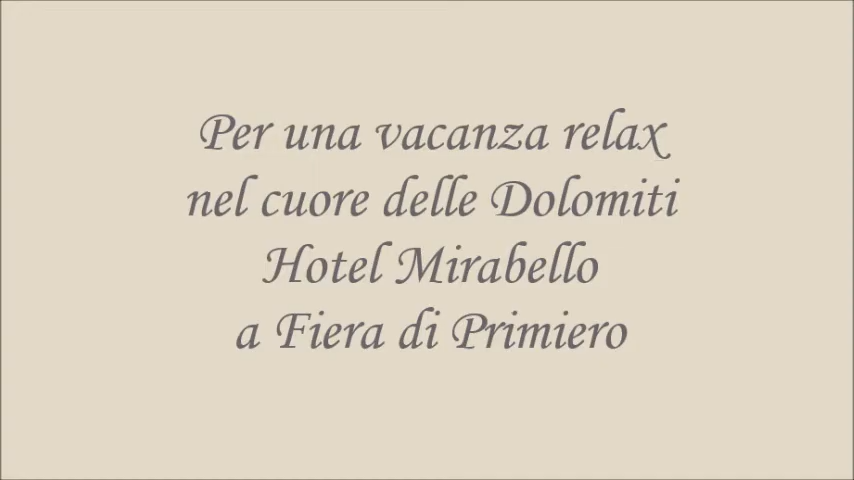 Per una vacanza relax
nel cuore delle Dolomiti
Hotel Mirabello
a Fiera di Primiero